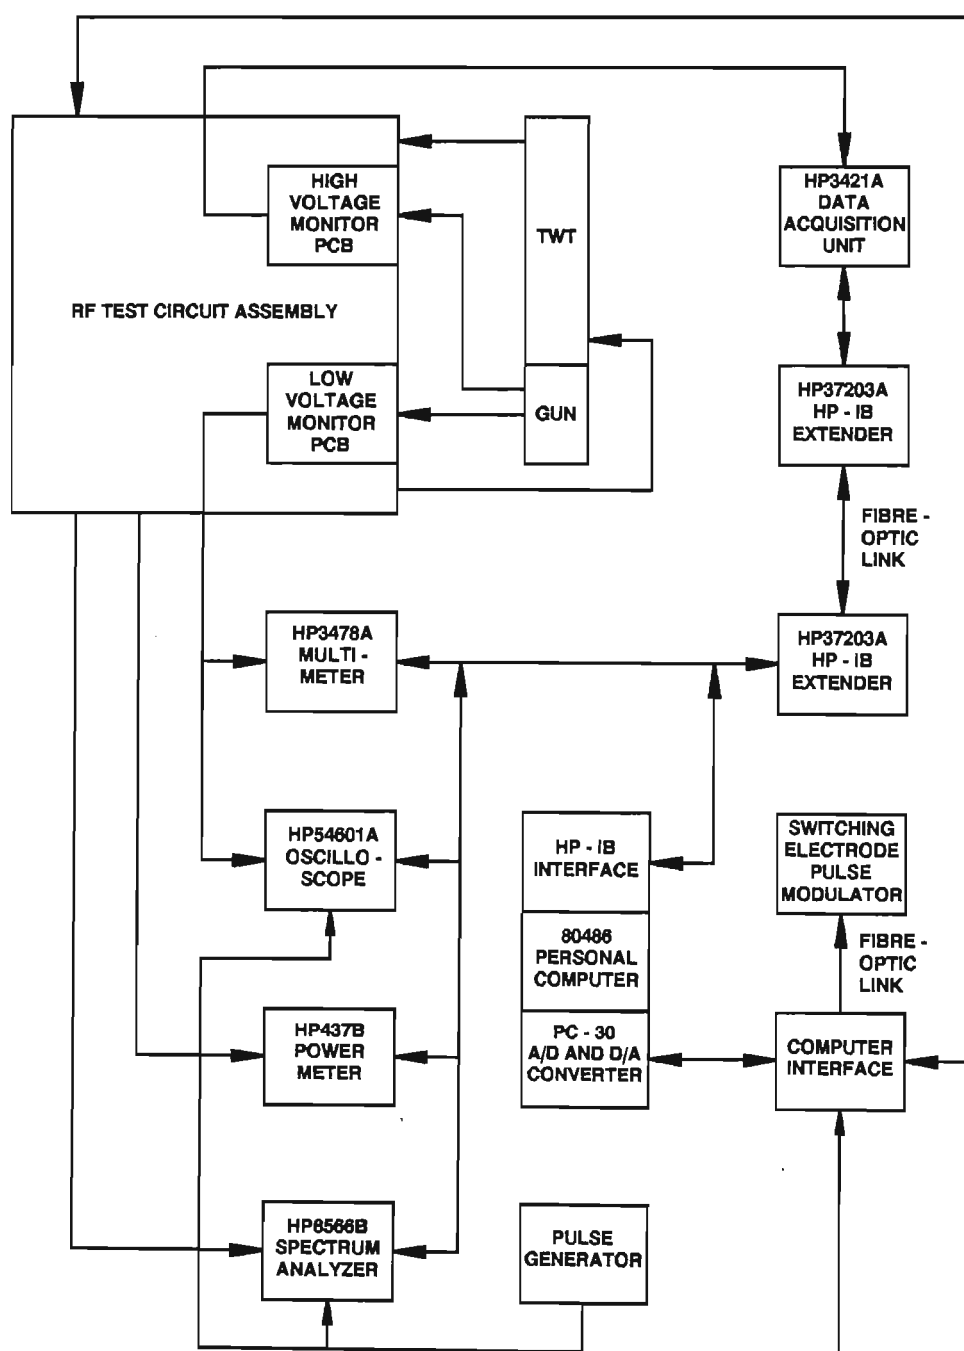 HIGH
VOLTAGE
MONITOR
PCB
TWT
HP3421A
DATA
ACQUISITION
UNIT
RF TEST CIRCUIT ASSEMBLY
LOW
VOLTAGE
MONITOR
PCB
GUN
HP37203A
HP - IB
EXTENDER
FIBRE -
OPTIC
LINK
HP3478A
MULTI -
METER
HP37203A
HP - IB
EXTENDER
HP54601A
OSCILLO -
SCOPE
HP - IB
INTERFACE
SWITCHING
ELECTRODE
PULSE
MODULATOR
80486
PERSONAL
COMPUTER
FIBRE -
OPTIC
LINK
HP437B
POWER
METER
PC - 30
A/D AND D/A
CONVERTER
COMPUTER
INTERFACE
HP8566B
SPECTRUM
ANALYZER
PULSE
GENERATOR